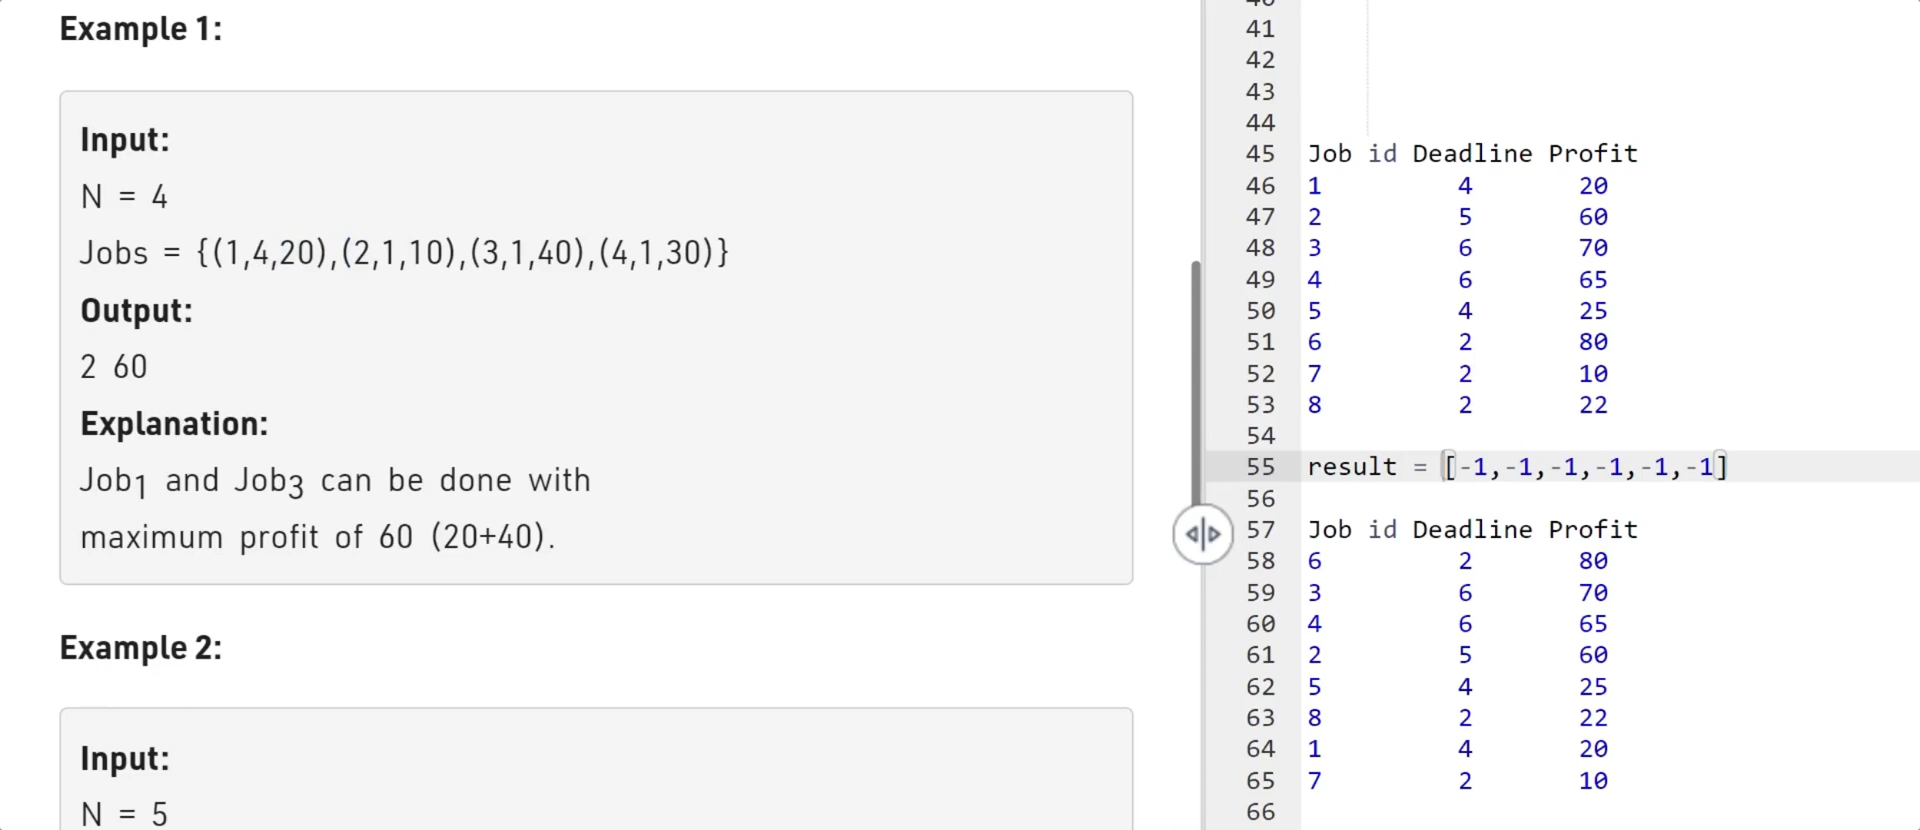 Example 1:
Input:
N = 4
Jobs = {(1,4,20),(2,1,10),(3,1,40),(4,1,30)}
Output:
2 60
Explanation:
Job1 and Job3 can be done with
maximum profit of 60 (20+40).
Example 2:
Input:
N = 5
41
42
43
44
45 Job id Deadline Profit
46 1 4 20
47 2 5 60
48 3 6 70
49 4 6 65
50 5 4 25
51 6 2 80
52 7 2 10
53 8 2 22
54
55 result = [-1,-1,-1,-1,-1,-1]
56
57 Job id Deadline Profit
58 6 2 80
59 3 6 70
60 4 6 65
61 2 5 60
62 5 4 25
63 8 2 22
64 1 4 20
65 7 2 10
66